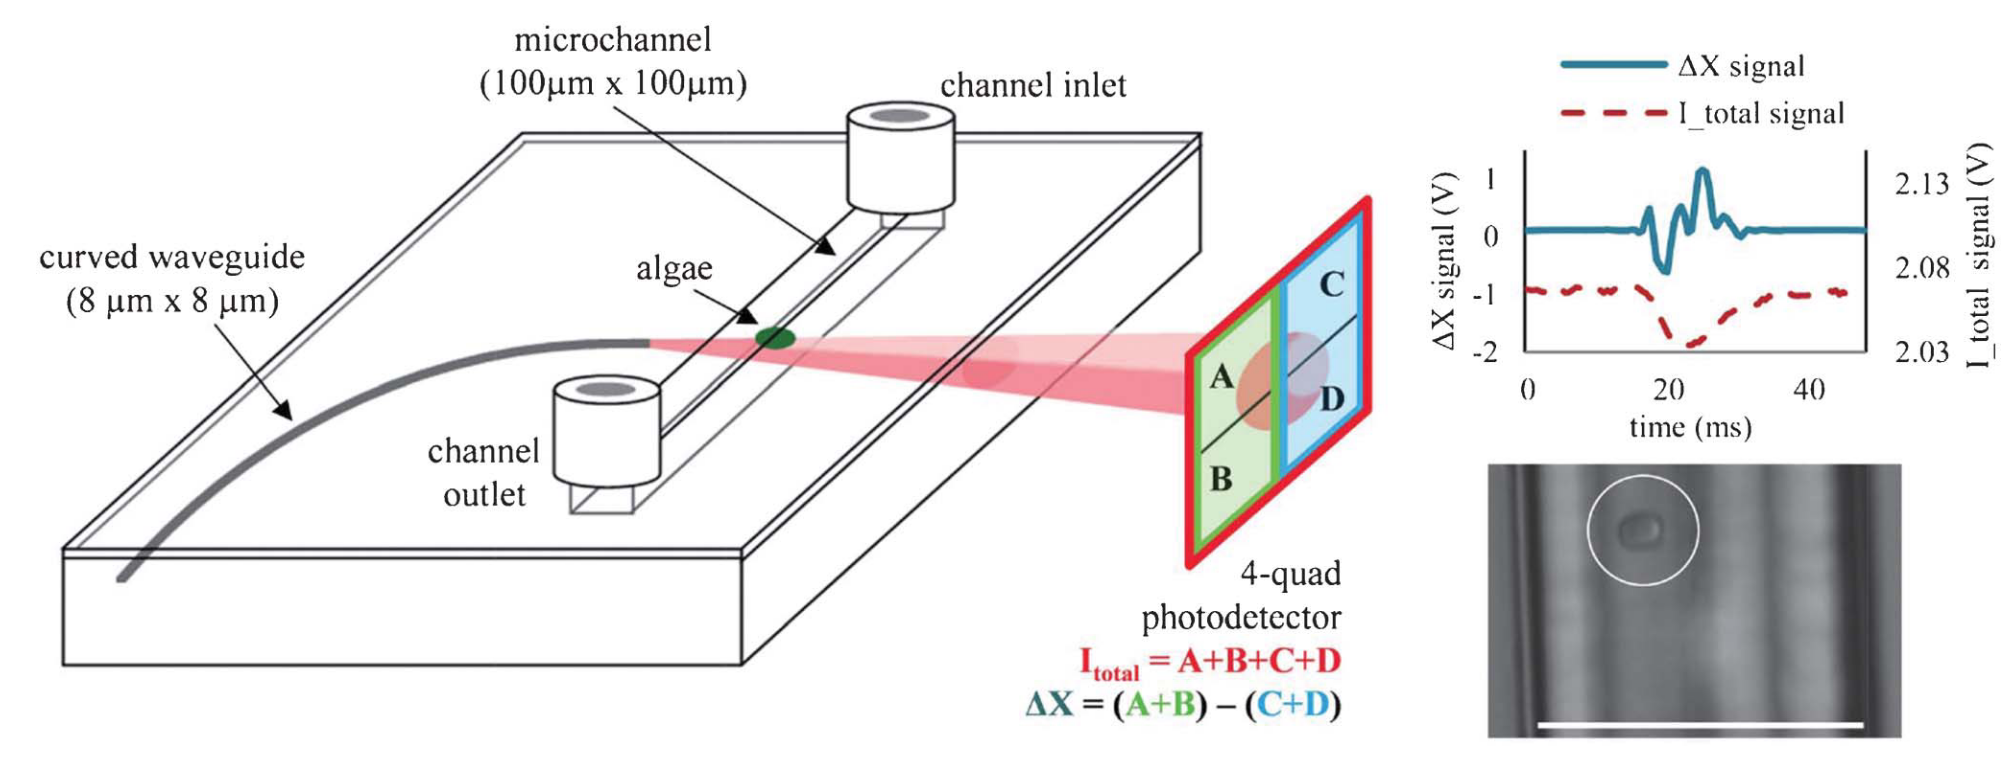 microchannel
(100μm x 100μm)
channel inlet
curved waveguide
(8 μm x 8 μm)
algae
channel
outlet
A
B
C
D
4-quad
photodetector
I_total = A+B+C+D
ΔX = (A+B) – (C+D)
ΔX signal
I_total signal
ΔX signal (V)
1
0
-1
-2
2.13
2.08
2.03
I_total signal (V)
0 20 40
time (ms)